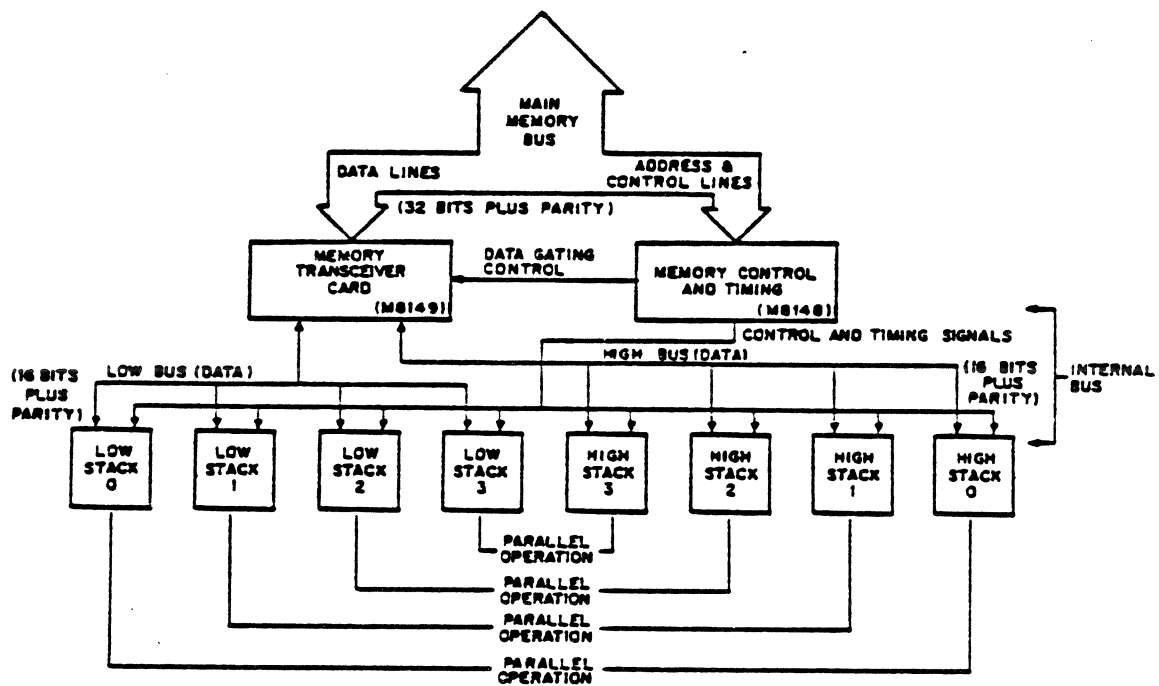 MAIN
MEMORY
BUS
DATA LINES
ADDRESS &
CONTROL LINES
(32 BITS PLUS PARITY)
MEMORY
TRANSCEIVER
CARD
(M8149)
DATA GATING
CONTROL
MEMORY CONTROL
AND TIMING
(M8148)
CONTROL AND TIMING SIGNALS
HIGH BUS (DATA)
LOW BUS (DATA)
(16 BITS
PLUS
PARITY)
(16 BITS
PLUS
PARITY)
INTERNAL
BUS
LOW
STACK
0
LOW
STACK
1
LOW
STACK
2
LOW
STACK
3
HIGH
STACK
3
HIGH
STACK
2
HIGH
STACK
1
HIGH
STACK
0
PARALLEL
OPERATION
PARALLEL
OPERATION
PARALLEL
OPERATION
PARALLEL
OPERATION